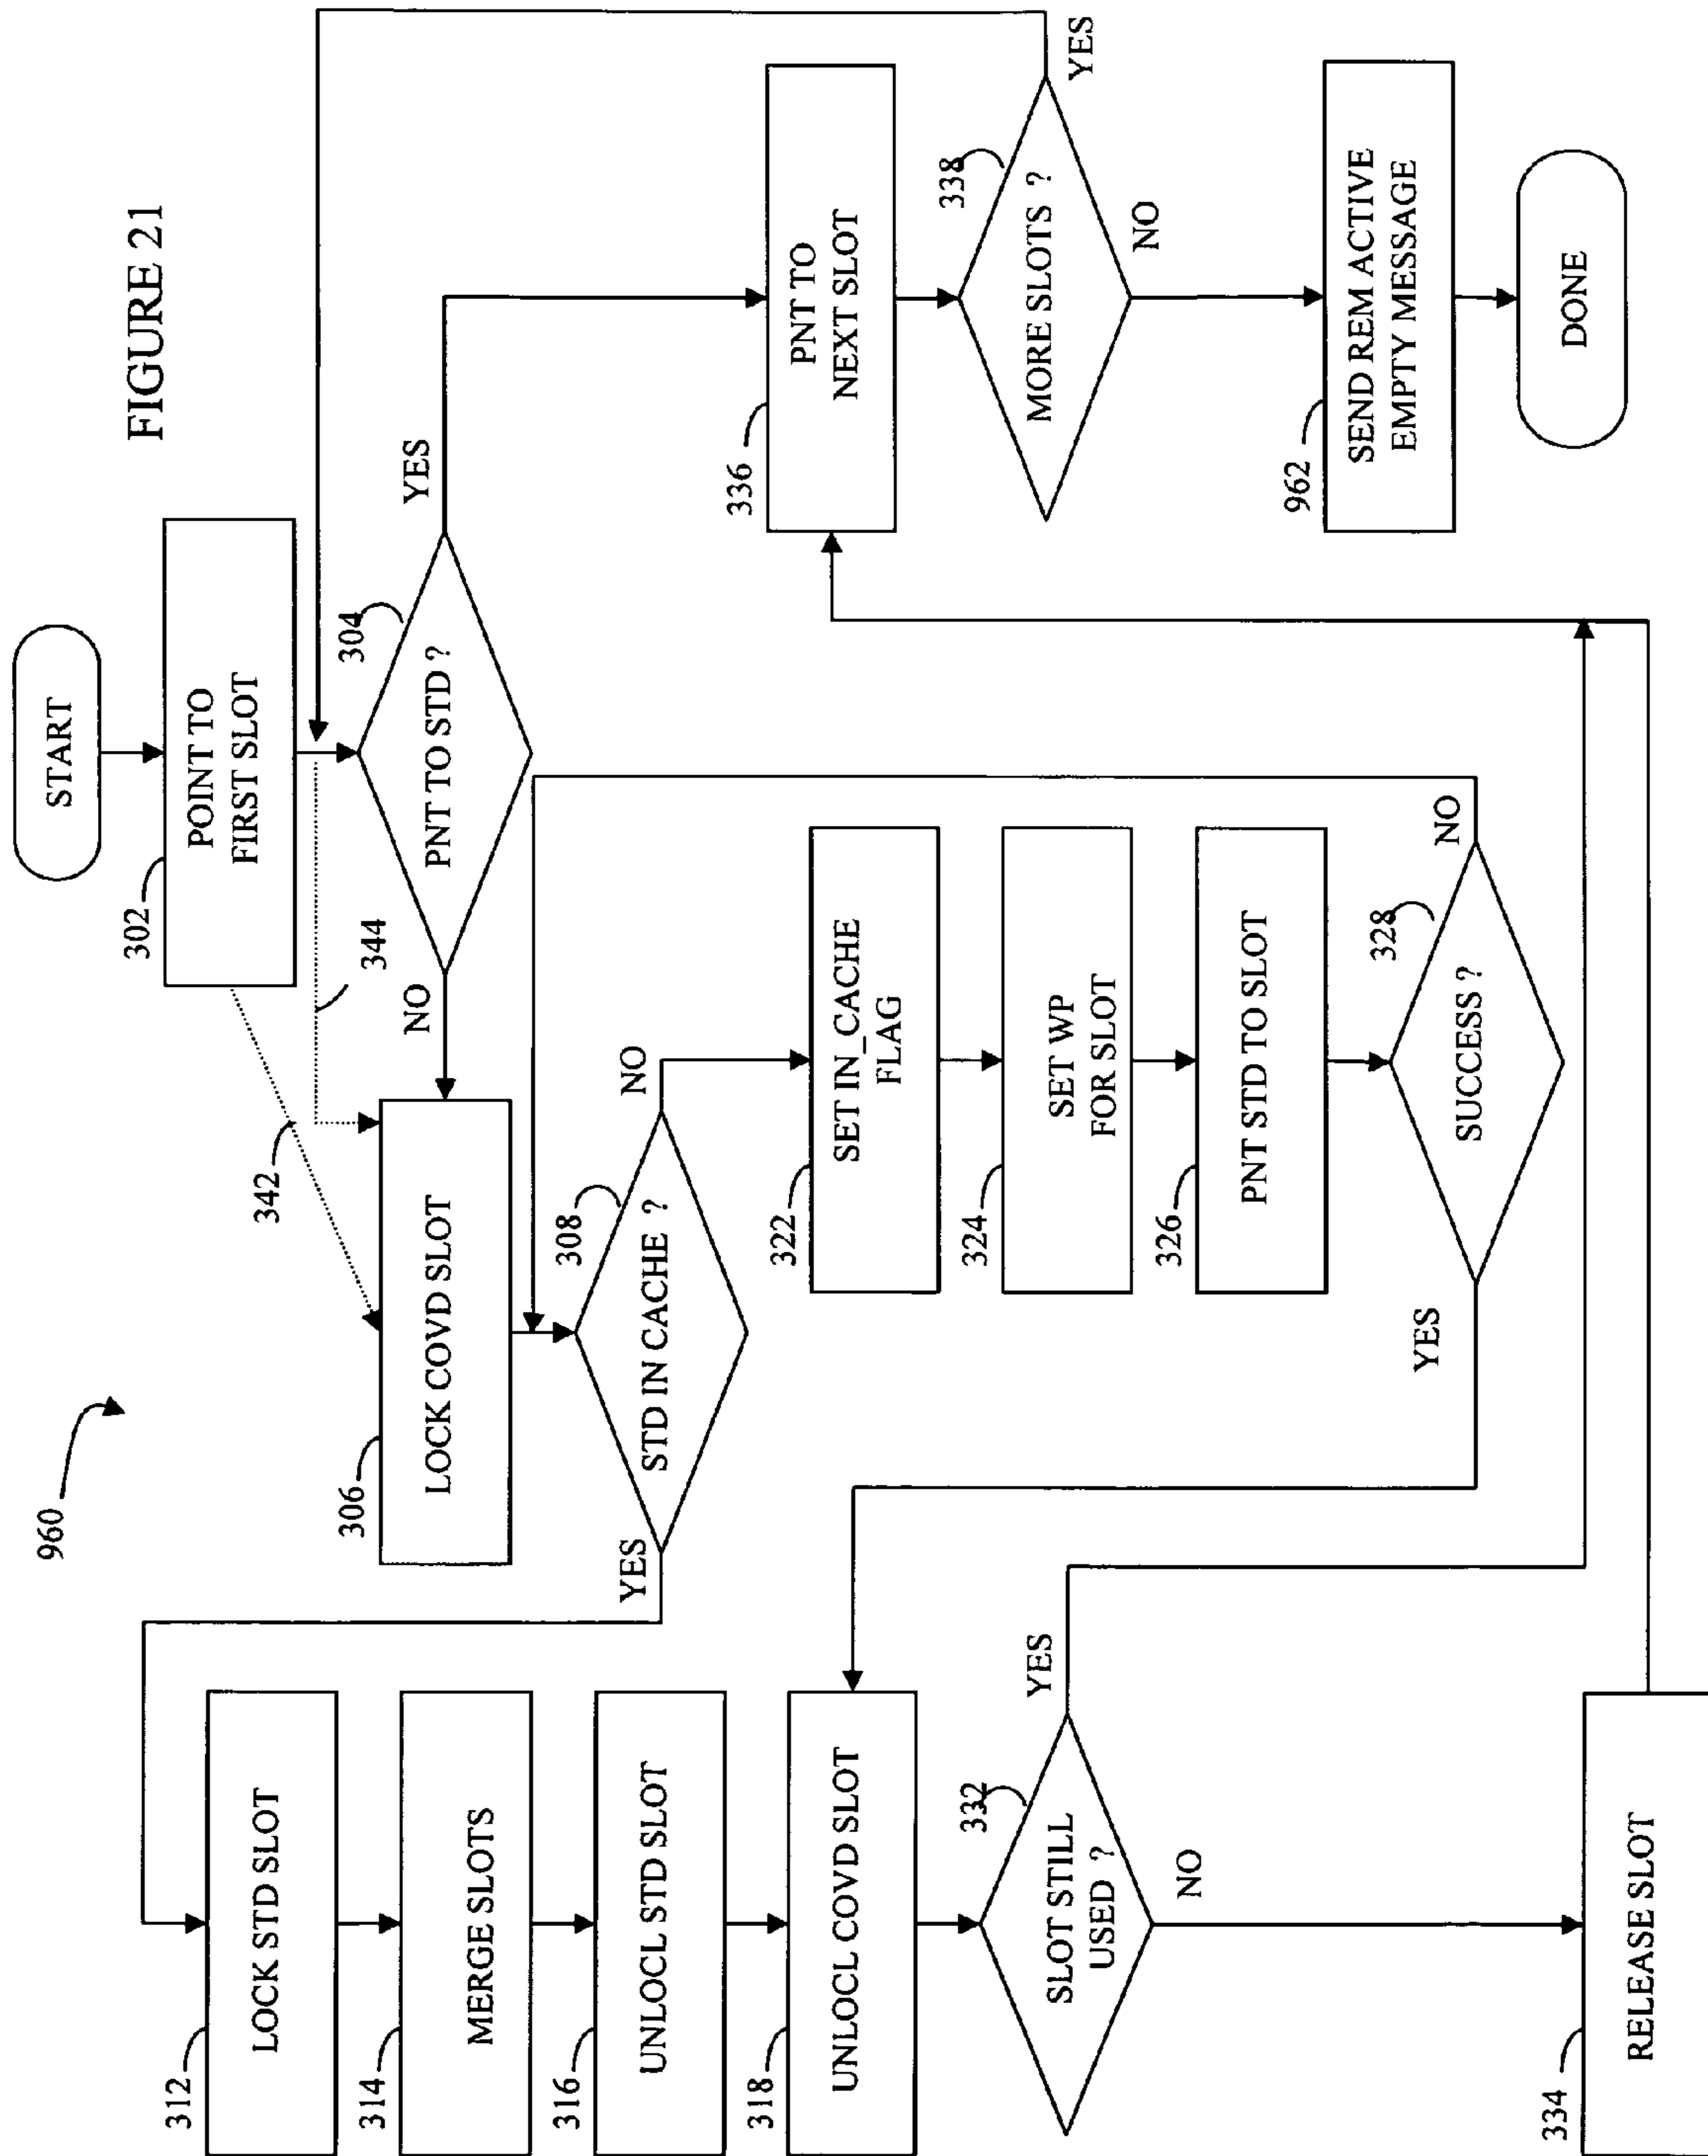 FIGURE 21
960
START
302
POINT TO
FIRST SLOT
342
344
304
PNT TO STD ?
YES
NO
306
LOCK COVD SLOT
308
STD IN CACHE ?
YES
NO
312
LOCK STD SLOT
314
MERGE SLOTS
316
UNLOCL STD SLOT
318
UNLOCL COVD SLOT
322
SET IN_CACHE
FLAG
324
SET WP
FOR SLOT
326
PNT STD TO SLOT
328
SUCCESS ?
NO
YES
332
SLOT STILL
USED ?
YES
NO
334
RELEASE SLOT
336
PNT TO
NEXT SLOT
338
MORE SLOTS ?
YES
NO
962
SEND REM ACTIVE
EMPTY MESSAGE
DONE